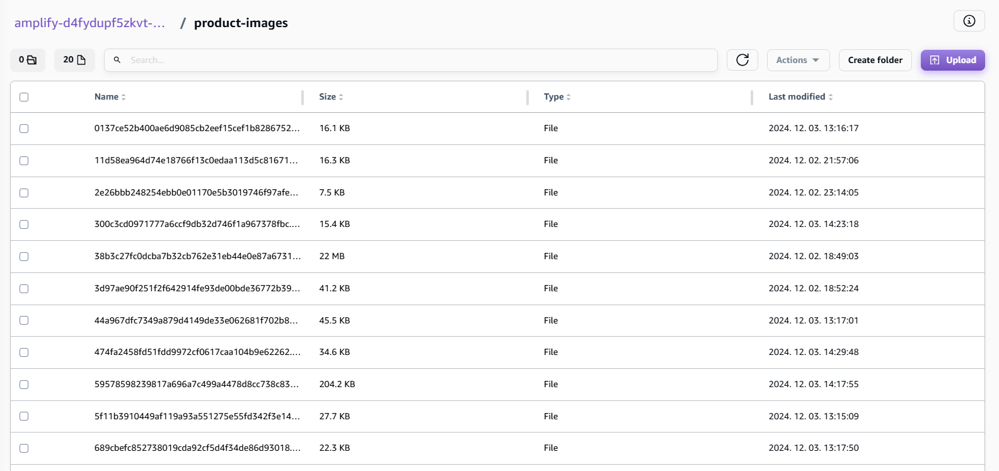 amplify-d4fydupf5zkvt-... / product-images
0 20 Search... Actions Create folder Upload
Name Size Type Last modified
0137ce52b400ae6d9085cb2eef15cef1b8286752... 16.1 KB File 2024. 12. 03. 13:16:17
11d58ea964d74e18766f13c0edaa113d5c81671... 16.3 KB File 2024. 12. 02. 21:57:06
2e26bbb248254ebb0e01170e5b3019746f97afe... 7.5 KB File 2024. 12. 02. 23:14:05
300c3cd0971777a6ccf9db32d746f1a967378fbc.... 15.4 KB File 2024. 12. 03. 14:23:18
38b3c27fc0dcba7b32cb762e31eb44e0e87a6731... 22 MB File 2024. 12. 02. 18:49:03
3d97ae90f251f2f642914fe93de00bde36772b39... 41.2 KB File 2024. 12. 02. 18:52:24
44a967dfc7349a879d4149de33e062681f702b8... 45.5 KB File 2024. 12. 03. 13:17:01
474fa2458fd51fdd9972cf0617caa104b9e62262.... 34.6 KB File 2024. 12. 03. 14:29:48
59578598239817a696a7c499a4478d8cc738c83... 204.2 KB File 2024. 12. 03. 14:17:55
5f11b3910449af119a93a551275e55fd342f3e14... 27.7 KB File 2024. 12. 03. 13:15:09
689cbefc852738019cda92cf5d4f34de86d93018.... 22.3 KB File 2024. 12. 03. 13:17:50